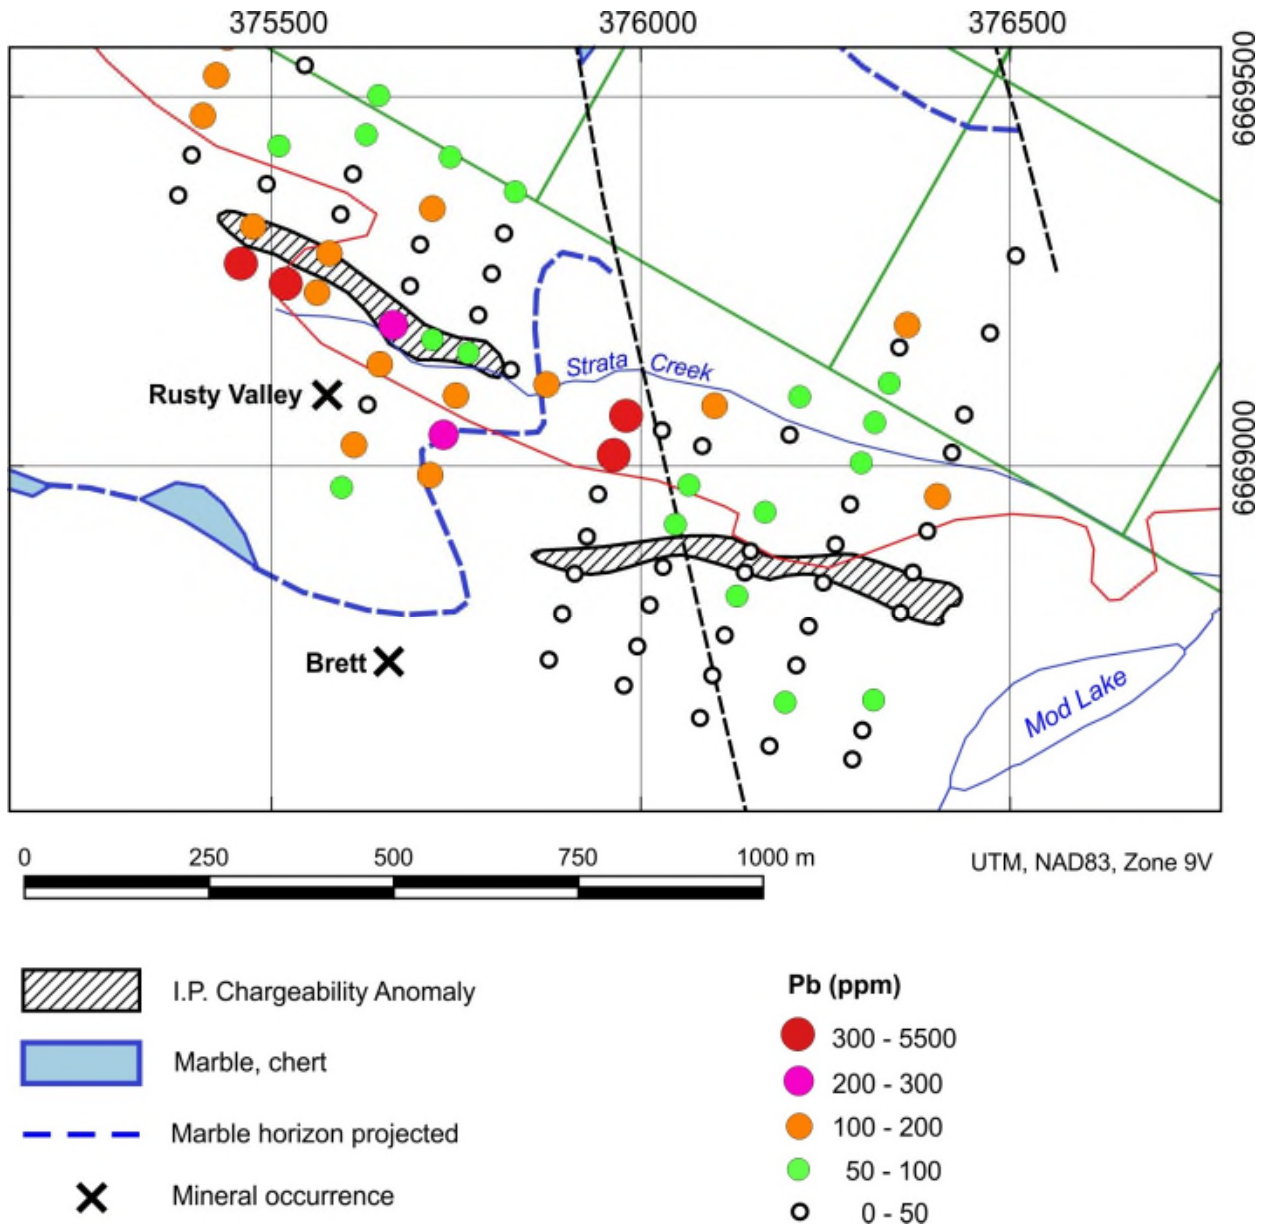 375500 376000 376500
6669500
Strata Creek
Rusty Valley
6669000
Brett
Mod Lake
0 250 500 750 1000 m
UTM, NAD83, Zone 9V
I.P. Chargeability Anomaly
Marble, chert
Marble horizon projected
Mineral occurrence
Pb (ppm)
300 - 5500
200 - 300
100 - 200
50 - 100
0 - 50